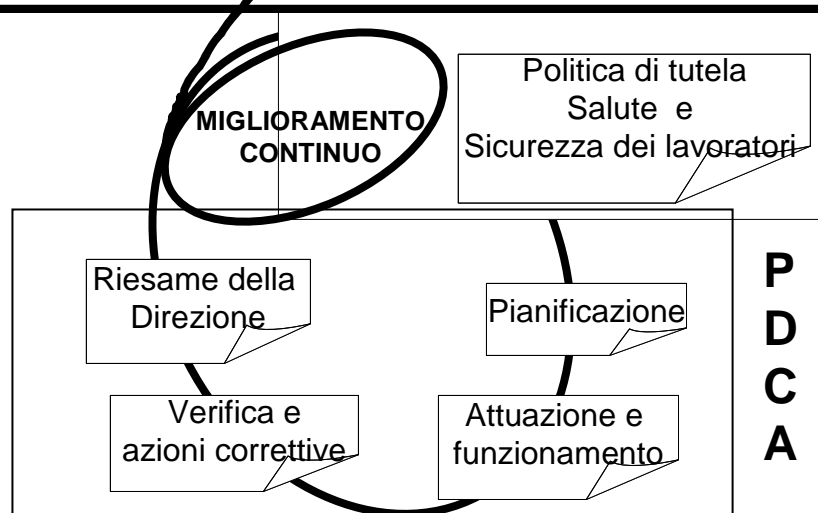 MIGLIORAMENTO
CONTINUO
Politica di tutela
Salute e
Sicurezza dei lavoratori
Riesame della
Direzione
Pianificazione
Verifica e
azioni correttive
Attuazione e
funzionamento
P
D
C
A